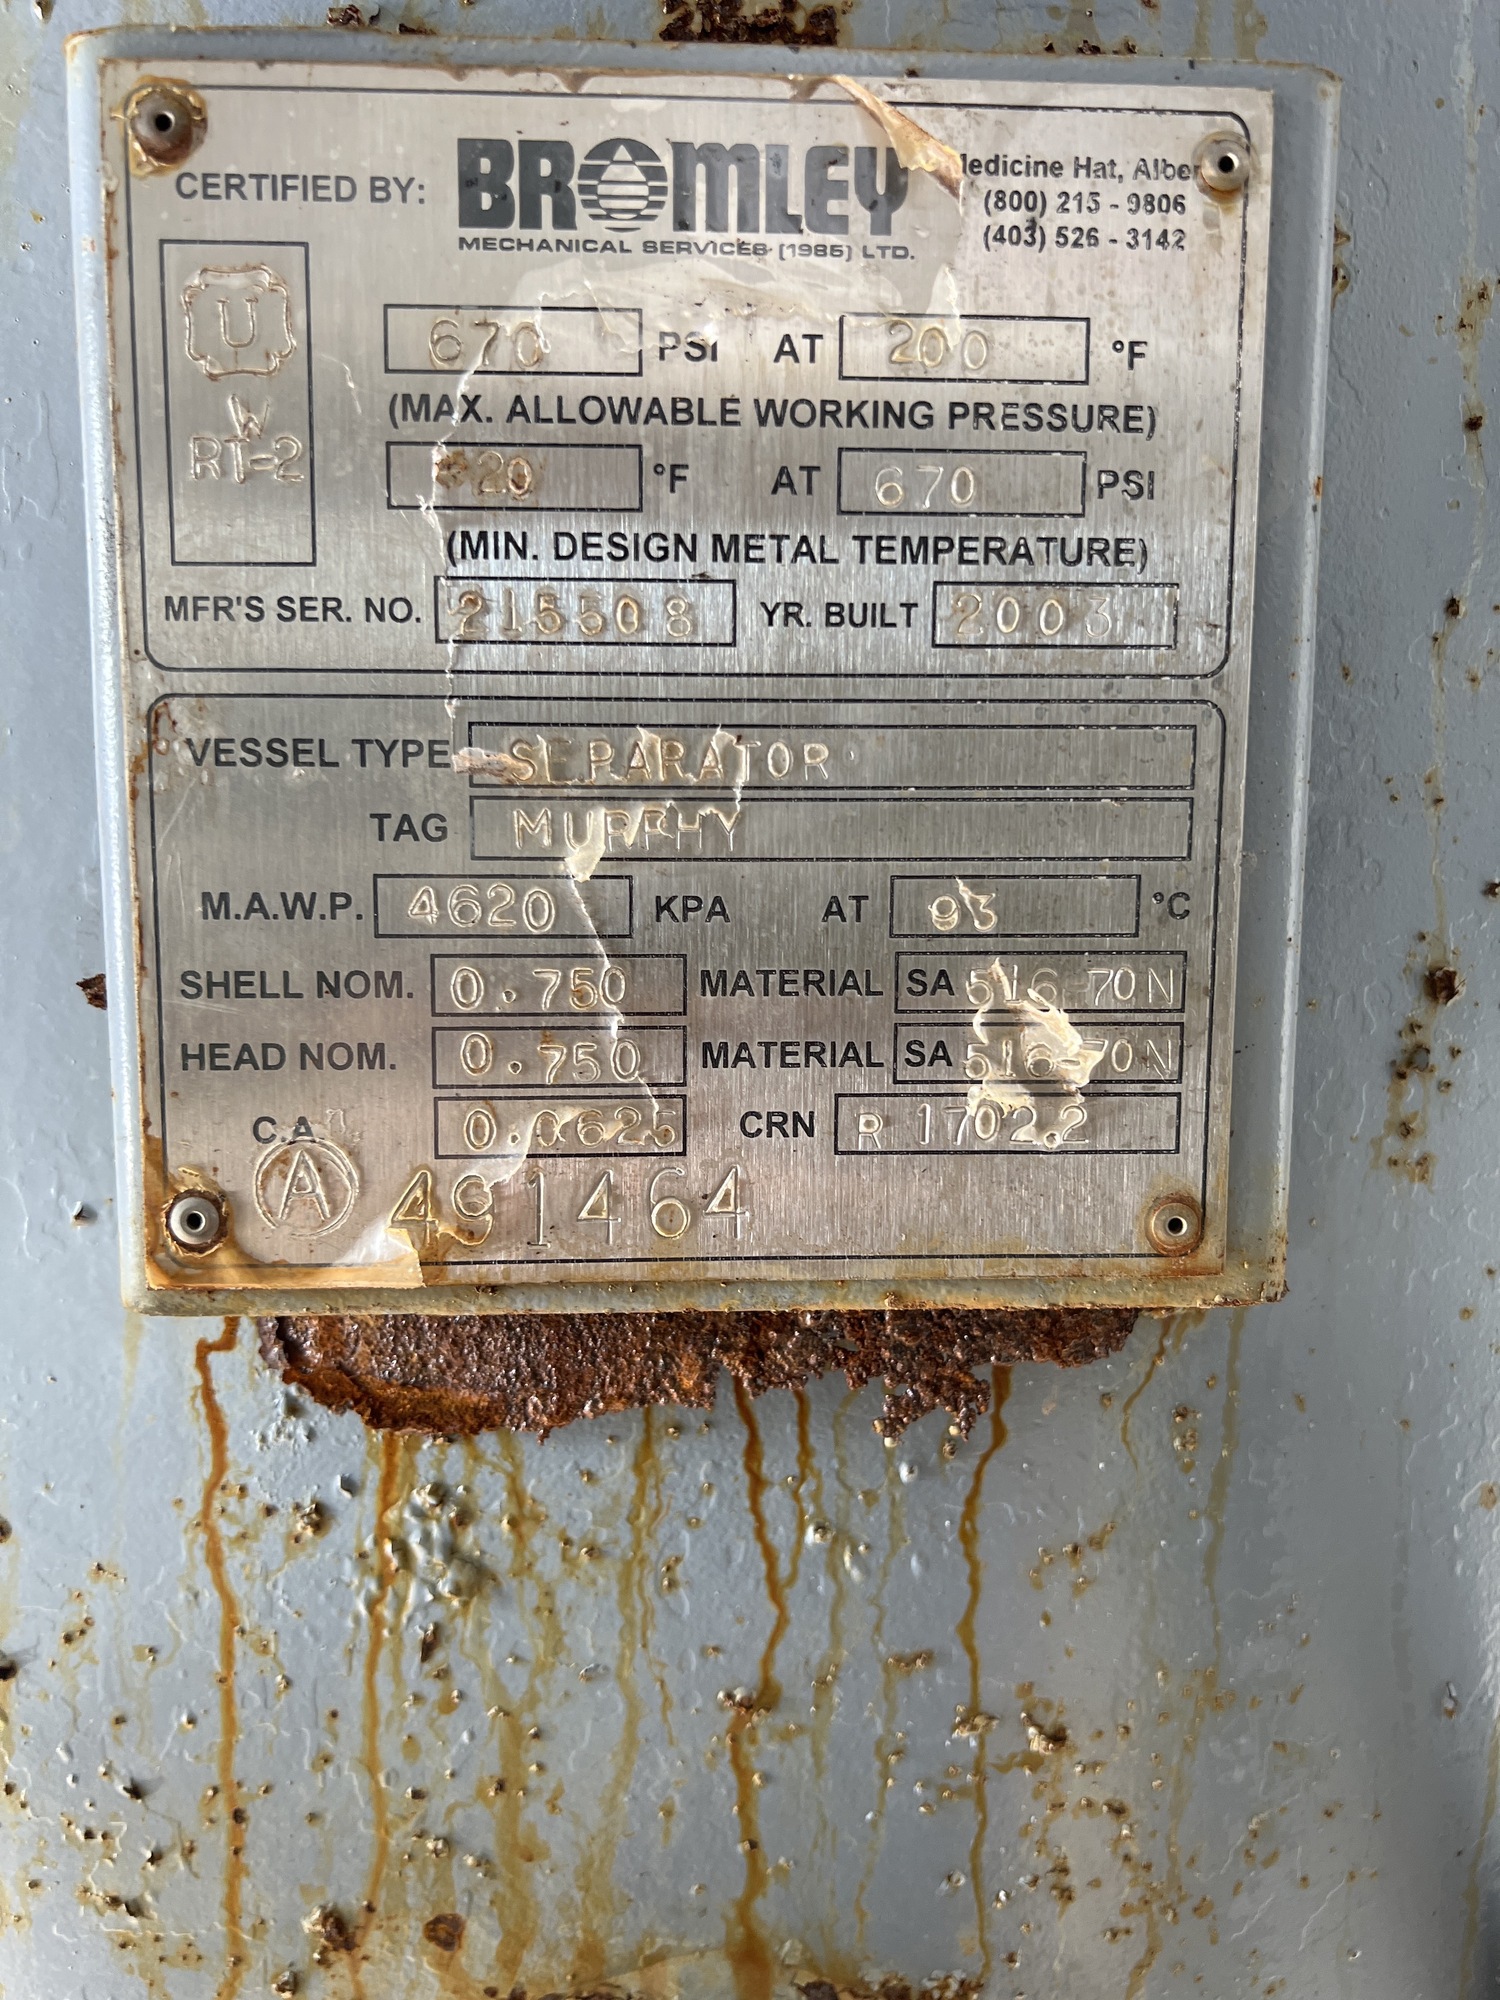 CERTIFIED BY: BROMLEY
MECHANICAL SERVICES (1985) LTD.
Hat,
(800) 215 - 9806
(403) 526 - 3142
U
W
RT-2
670 PSI AT 200 °F
(MAX. ALLOWABLE WORKING PRESSURE)
°F AT 670 PSI
(MIN. DESIGN METAL TEMPERATURE)
MFR'S SER. NO. 215508 YR. BUILT 2003
VESSEL TYPE SEPARATOR
TAG MURPHY
M.A.W.P. 4620 KPA AT 93 °C
SHELL NOM. 0.750 MATERIAL SA 516-70N
HEAD NOM. 0.750 MATERIAL SA 516-70N
C.A. 0.0625 CRN R 1702.2
A 491464